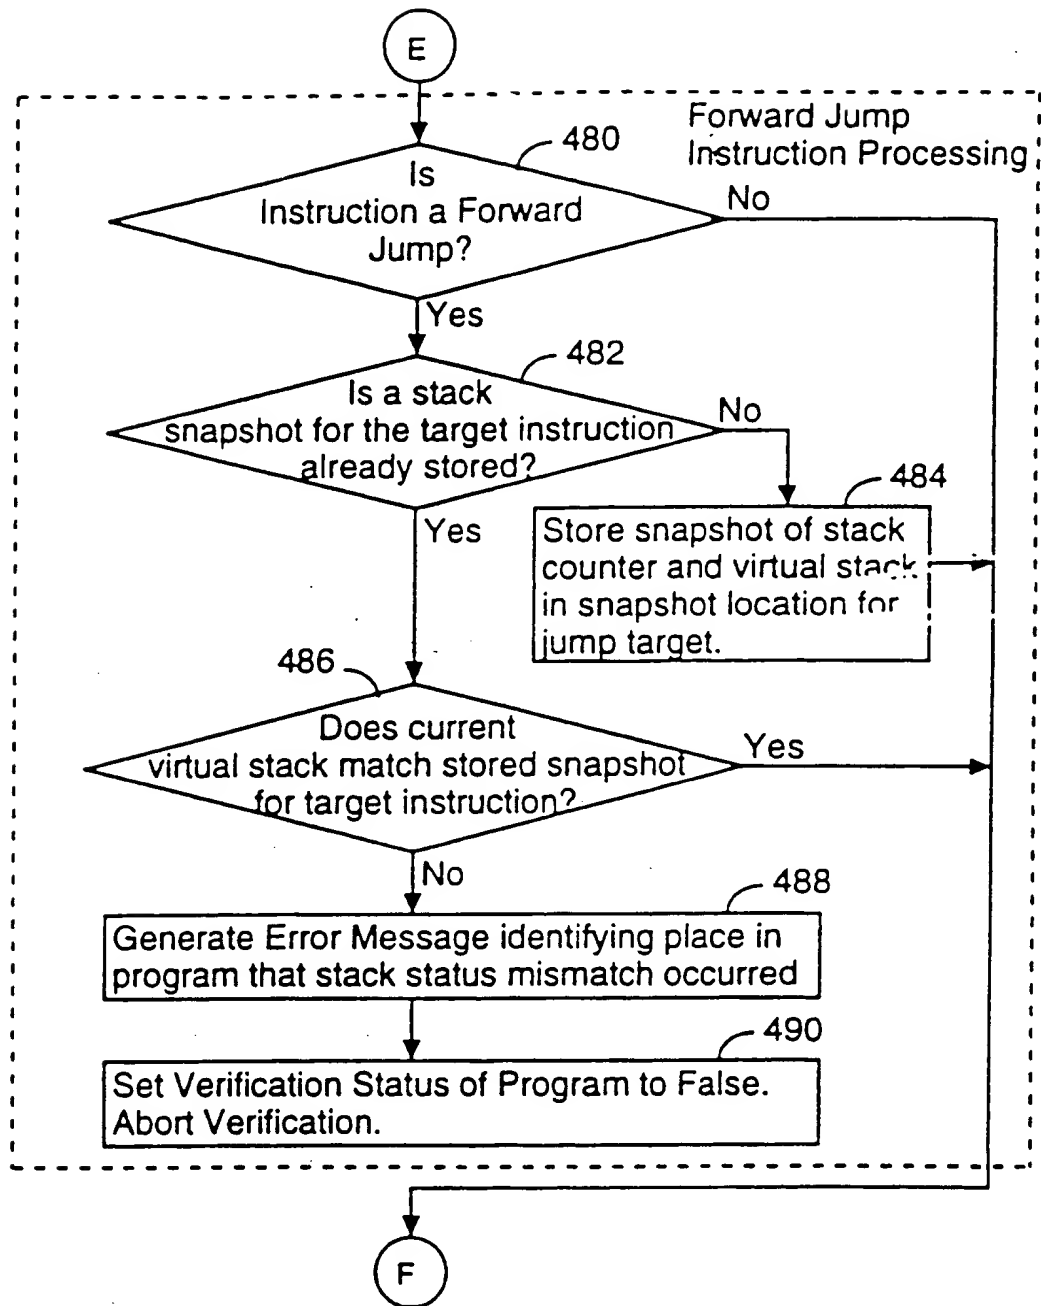 E
Forward Jump
Instruction Processing
480
Is
Instruction a Forward
Jump?
No
Yes
482
Is a stack
snapshot for the target instruction
already stored?
No
Yes
484
Store snapshot of stack
counter and virtual stack
in snapshot location for
jump target.
486
Does current
virtual stack match stored snapshot
for target instruction?
Yes
No
488
Generate Error Message identifying place in
program that stack status mismatch occurred
490
Set Verification Status of Program to False.
Abort Verification.
F